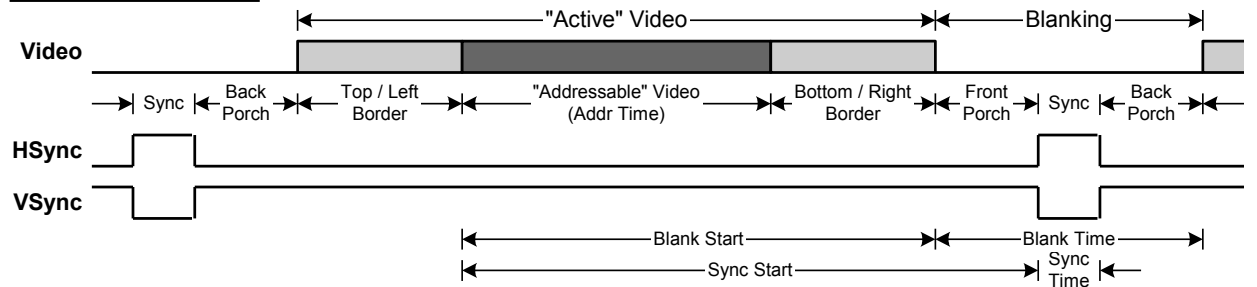 "Active" Video
Blanking
Video
Sync
Back
Porch
Top / Left
Border
"Addressable" Video
(Addr Time)
Bottom / Right
Border
Front
Porch
Sync
Back
Porch
HSync
VSync
Blank Start
Blank Time
Sync Start
Sync
Time